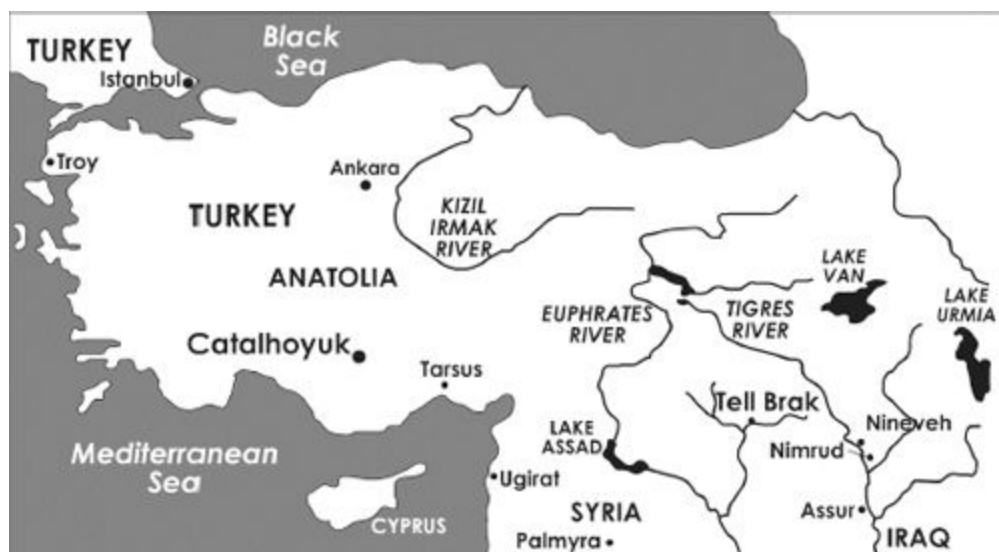 TURKEY
Black
Sea
Istanbul
Troy
Ankara
TURKEY
KIZIL
IRMAK
RIVER
ANATOLIA
LAKE
VAN
LAKE
URMIA
EUPHRATES
RIVER
TIGRES
RIVER
Catalhoyuk
Tarsus
Tell Brak
LAKE
ASSAD
Nineveh
Nimrud
Mediterranean
Sea
Ugirat
CYPRUS
SYRIA
Assur
IRAQ
Palmyra